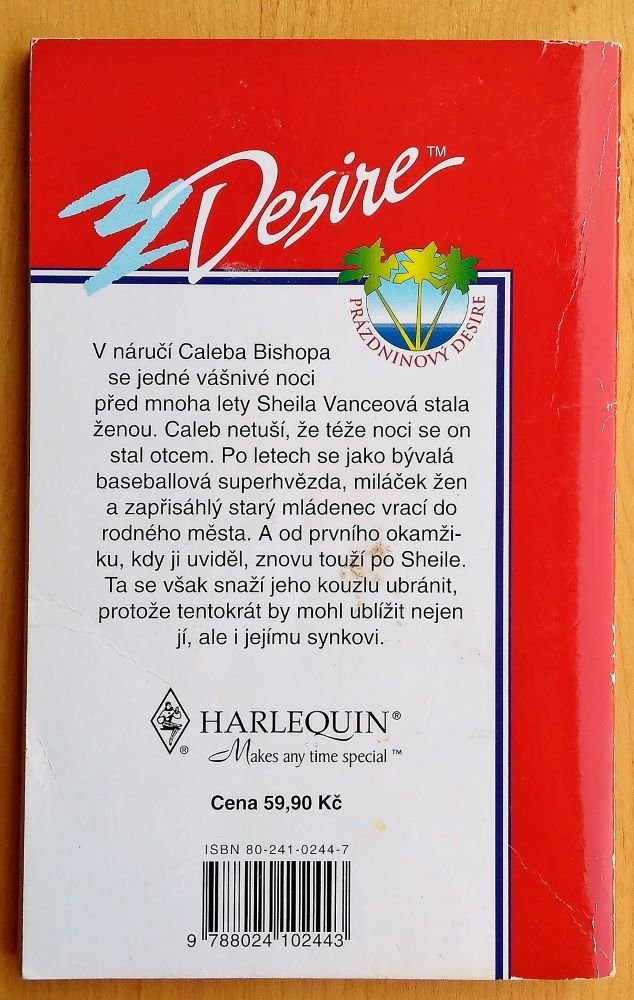 3 Desire™
PRÁZDNINOVÝ DESIRE
V náručí Caleba Bishopa
se jedné vášnivé noci
před mnoha lety Sheila Vanceová stala
ženou. Caleb netuší, že téže noci se on
stal otcem. Po letech se jako bývalá
baseballová superhvězda, miláček žen
a zapřisáhlý starý mládenec vrací do
rodného města. A od prvního okamži-
ku, kdy ji uviděl, znovu touží po Sheile.
Ta se však snaží jeho kouzlu ubránit,
protože tentokrát by mohl ublížit nejen
jí, ale i jejímu synkovi.
® HARLEQUIN®
Makes any time special™
Cena 59,90 Kč
ISBN 80-241-0244-7
9 788024 102443